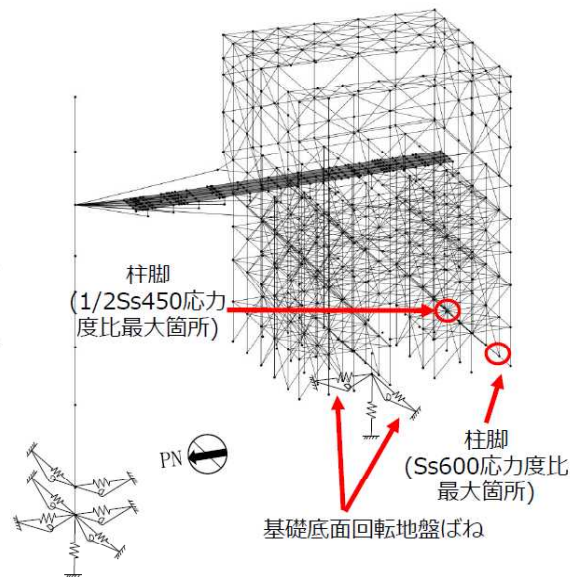 柱脚
(1/2Ss450応力
度比最大箇所)
PN
柱脚
(Ss600応力度比
最大箇所)
基礎底面回転地盤ばね